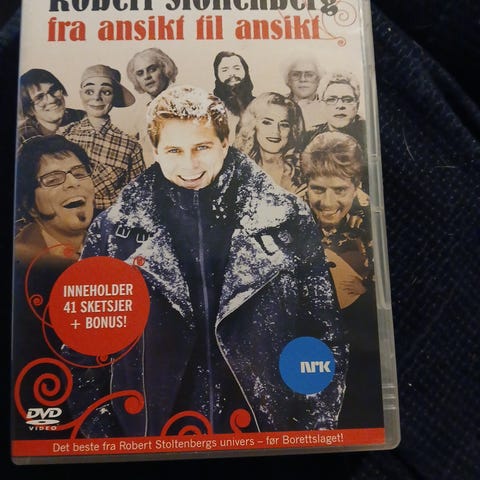 Robert Stoltenberg
fra ansikt til ansikt
INNEHOLDER
41 SKETSJER
+ BONUS!
NRK
DVD
VIDEO
Det beste fra Robert Stoltenbergs univers – før Borettslaget!